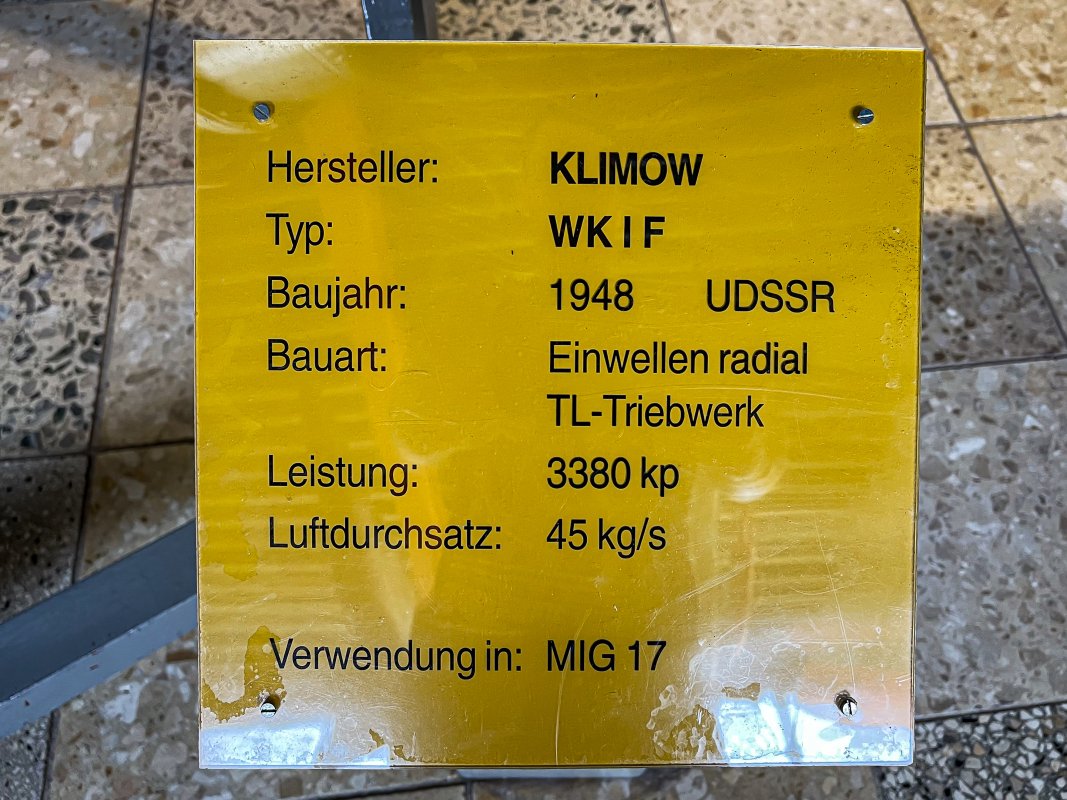 Hersteller: KLIMOW
Typ: WK I F
Baujahr: 1948 UDSSR
Bauart: Einwellen radial
TL-Triebwerk
Leistung: 3380 kp
Luftdurchsatz: 45 kg/s
Verwendung in: MIG 17